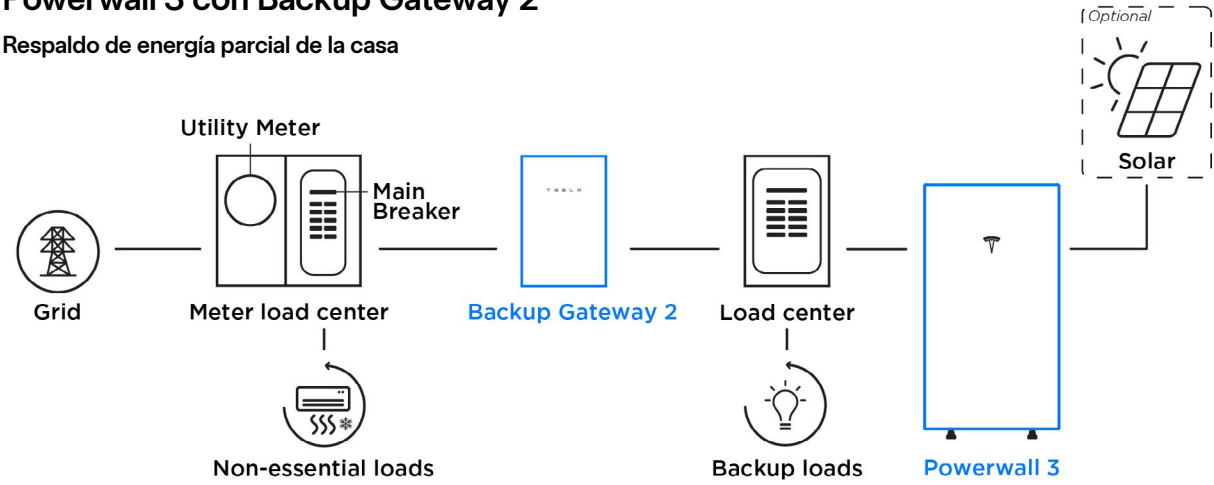 Powerwall 3 con Backup Gateway 2
Respaldo de energía parcial de la casa
Optional
Solar
Utility Meter
Main
Breaker
TESLA
Grid
Meter load center
Backup Gateway 2
Load center
Non-essential loads
Backup loads
Powerwall 3